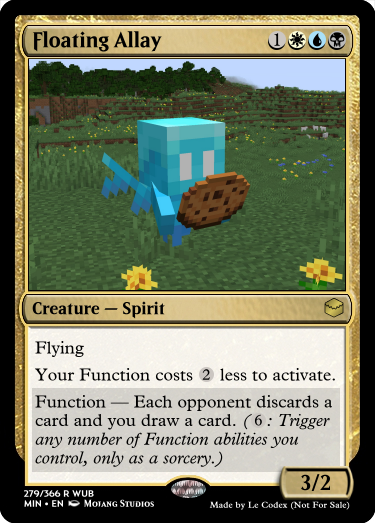 Floating Allay 1
Creature — Spirit
Flying
Your Function costs 2 less to activate.
Function — Each opponent discards a
card and you draw a card. (6: Trigger
any number of Function abilities you
control, only as a sorcery.)
3/2
279/366 R WUB
MIN • EN Mojang Studios
Made by Le Codex (Not For Sale)